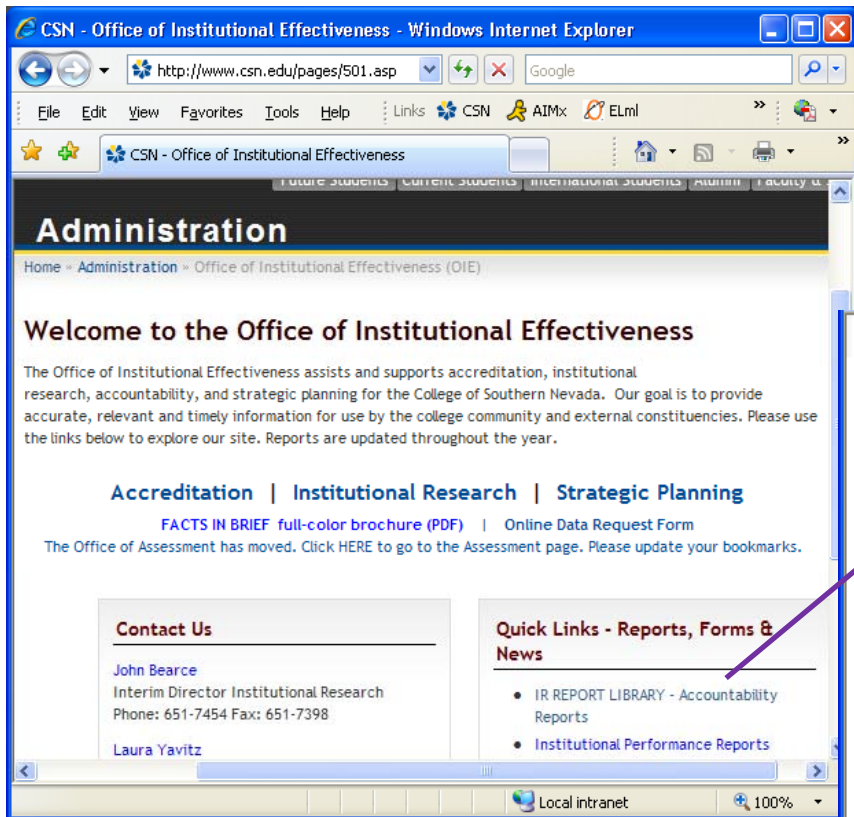 CSN - Office of Institutional Effectiveness - Windows Internet Explorer
http://www.csn.edu/pages/501.asp
Google
File Edit View Favorites Tools Help Links CSN AIMx ELml »
CSN - Office of Institutional Effectiveness »
Future Students Current Students International Students Alumni Faculty &
Administration
Home » Administration » Office of Institutional Effectiveness (OIE)
Welcome to the Office of Institutional Effectiveness
The Office of Institutional Effectiveness assists and supports accreditation, institutional
research, accountability, and strategic planning for the College of Southern Nevada. Our goal is to provide
accurate, relevant and timely information for use by the college community and external constituencies. Please use
the links below to explore our site. Reports are updated throughout the year.
Accreditation | Institutional Research | Strategic Planning
FACTS IN BRIEF full-color brochure (PDF) | Online Data Request Form
The Office of Assessment has moved. Click HERE to go to the Assessment page. Please update your bookmarks.
Contact Us
John Bearce
Interim Director Institutional Research
Phone: 651-7454 Fax: 651-7398
Laura Yavitz
Quick Links - Reports, Forms &
News
• IR REPORT LIBRARY - Accountability
Reports
• Institutional Performance Reports
Local intranet 100%